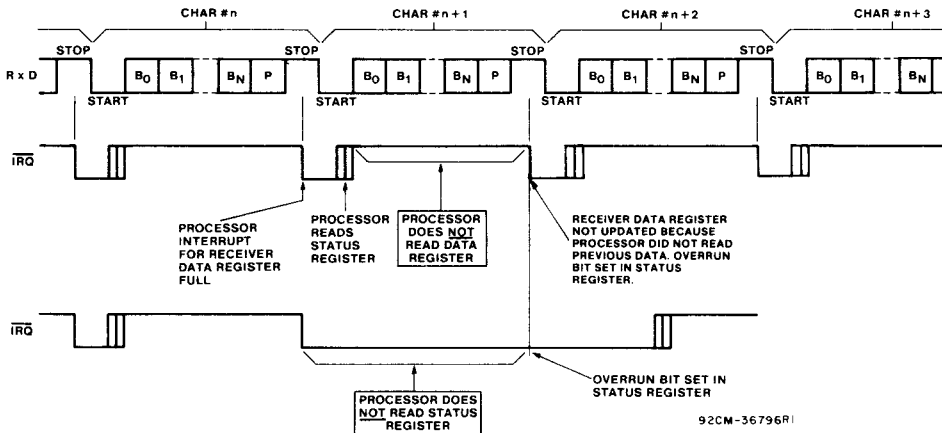 CHAR #n CHAR #n+1 CHAR #n+2 CHAR #n+3
STOP STOP STOP STOP
R x D B0 B1 BN P B0 B1 BN P B0 B1 BN P B0 B1 BN
START START START START
IRQ
PROCESSOR
INTERRUPT
FOR RECEIVER
DATA REGISTER
FULL
PROCESSOR
READS
STATUS
REGISTER
PROCESSOR
DOES NOT
READ DATA
REGISTER
RECEIVER DATA REGISTER
NOT UPDATED BECAUSE
PROCESSOR DID NOT READ
PREVIOUS DATA. OVERRUN
BIT SET IN STATUS
REGISTER.
IRQ
PROCESSOR DOES
NOT READ STATUS
REGISTER
OVERRUN BIT SET IN
STATUS REGISTER
92CM-36796RI